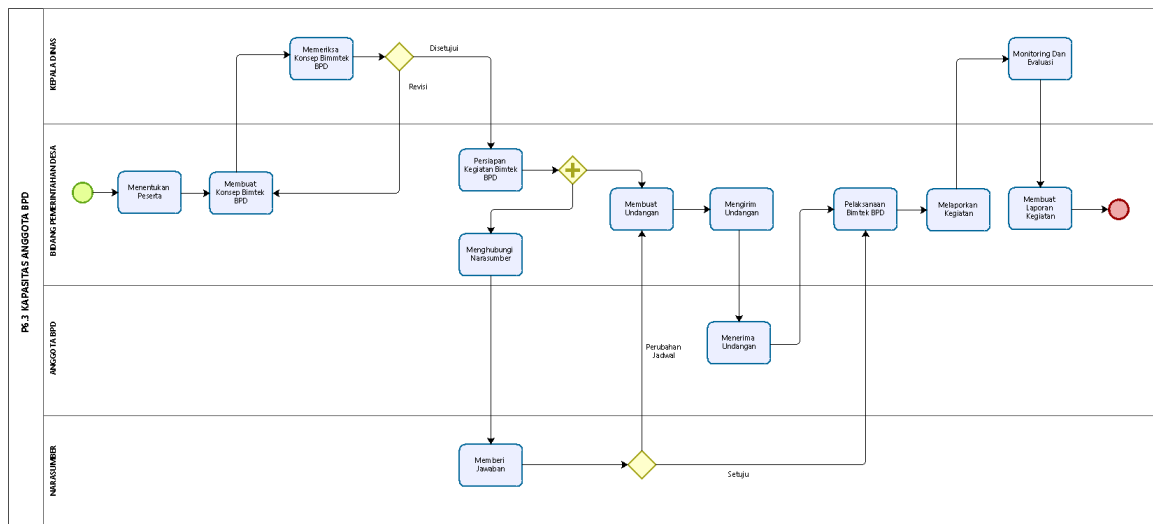 P6.3 KAPASITAS ANGGOTA BPD
KEPALA DINAS
Memeriksa
Konsep Bimmtek
BPD
Disetujui
Revisi
Monitoring Dan
Evaluasi
BIDANG PEMERINTAHAN DESA
Menentukan
Peserta
Membuat
Konsep Bimtek
BPD
Persiapan
Kegiatan Bimtek
BPD
Menghubungi
Narasumber
Membuat
Undangan
Mengirim
Undangan
Pelaksanaan
Bimtek BPD
Melaporkan
Kegiatan
Membuat
Laporan
Kegiatan
ANGGOTA BPD
Perubahan
Jadwal
Menerima
Undangan
NARASUMBER
Memberi
Jawaban
Setuju